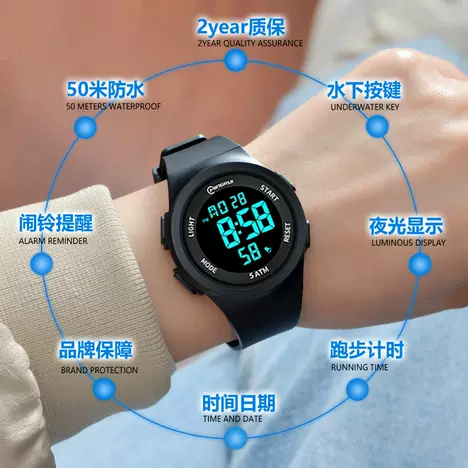 2year质保
2YEAR QUALITY ASSURANCE
50米防水
50 METERS WATERPROOF
水下按键
UNDERWATER KEY
闹铃提醒
ALARM REMINDER
夜光显示
LUMINOUS DISPLAY
START
LIGHT
RESET
MODE
5 ATM
8:58
58
品牌保障
BRAND PROTECTION
跑步计时
RUNNING TIME
时间日期
TIME AND DATE